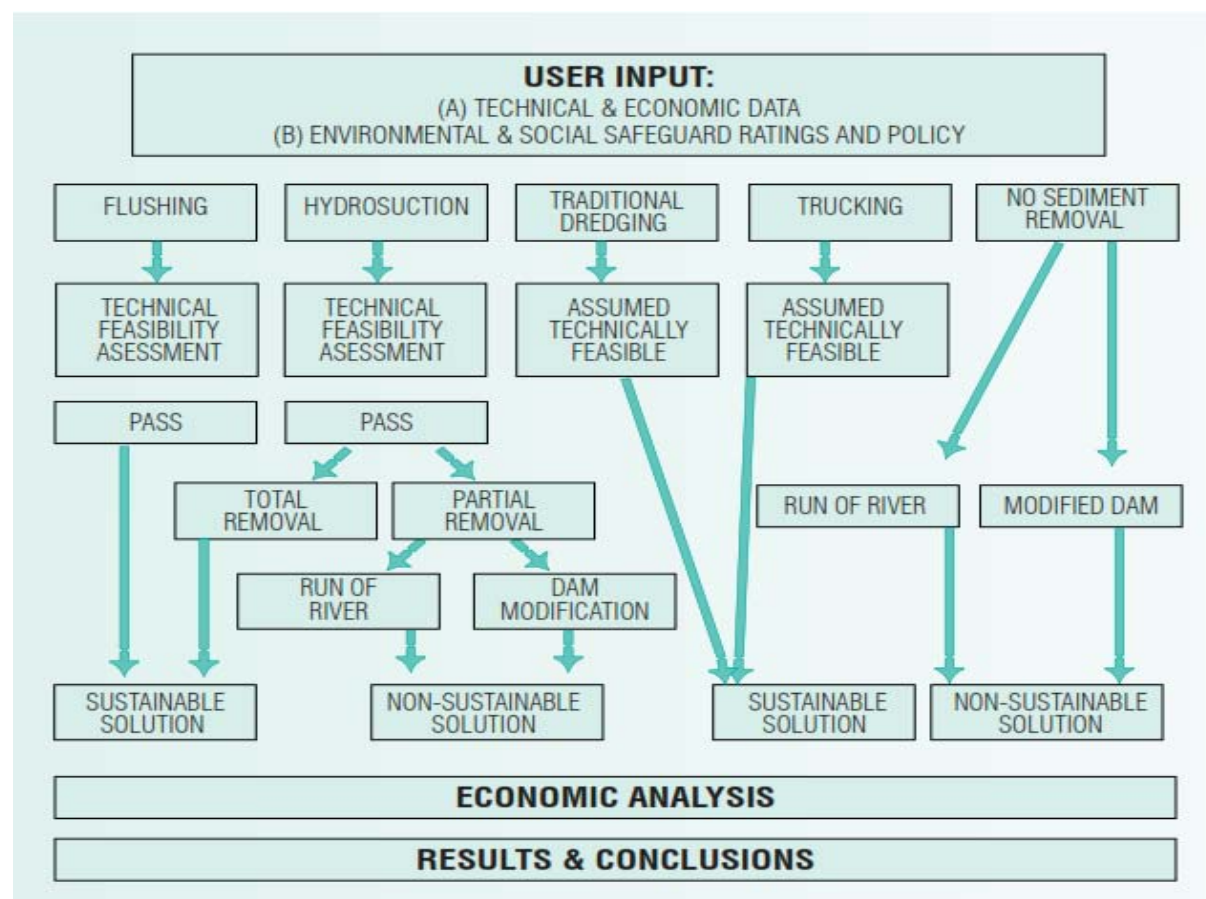 USER INPUT:
(A) TECHNICAL & ECONOMIC DATA
(B) ENVIRONMENTAL & SOCIAL SAFEGUARD RATINGS AND POLICY
FLUSHING
HYDROSUCTION
TRADITIONAL
DREDGING
TRUCKING
NO SEDIMENT
REMOVAL
TECHNICAL
FEASIBILITY
ASESSMENT
TECHNICAL
FEASIBILITY
ASESSMENT
ASSUMED
TECHNICALLY
FEASIBLE
ASSUMED
TECHNICALLY
FEASIBLE
PASS
PASS
TOTAL
REMOVAL
PARTIAL
REMOVAL
RUN OF RIVER
MODIFIED DAM
RUN OF
RIVER
DAM
MODIFICATION
SUSTAINABLE
SOLUTION
NON-SUSTAINABLE
SOLUTION
SUSTAINABLE
SOLUTION
NON-SUSTAINABLE
SOLUTION
ECONOMIC ANALYSIS
RESULTS & CONCLUSIONS